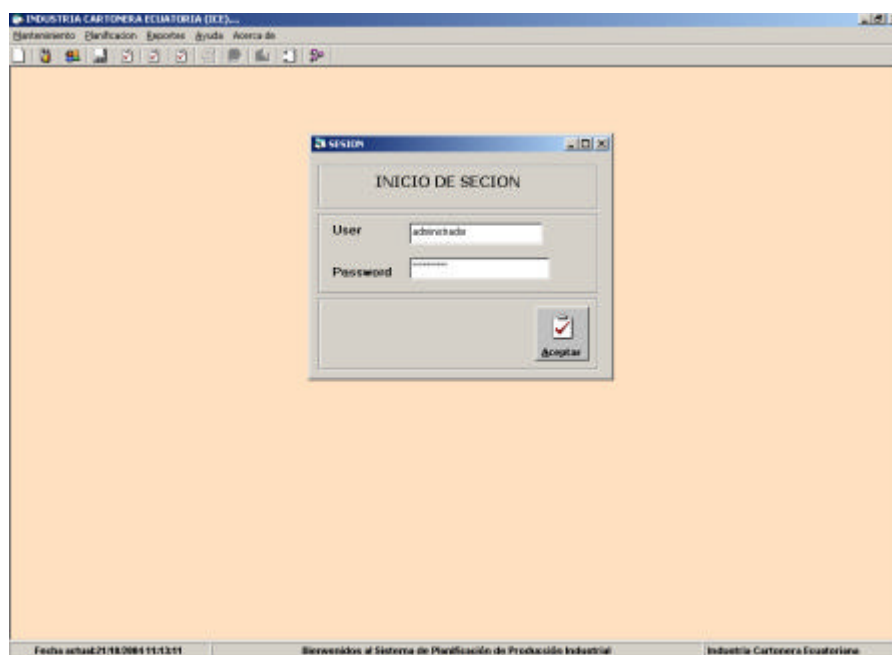 INDUSTRIA CARTONERA ECUATORIA (ICE)...
Mantenimiento Planificacion Reportes Ayuda Acerca de
SESION
INICIO DE SECION
User administrador
Password *********
Aceptar
Fecha actual:21/10/2004 11:13:11 Bienvenidos al Sistema de Planificación de Producción Industrial Industria Cartonera Ecuatoriana